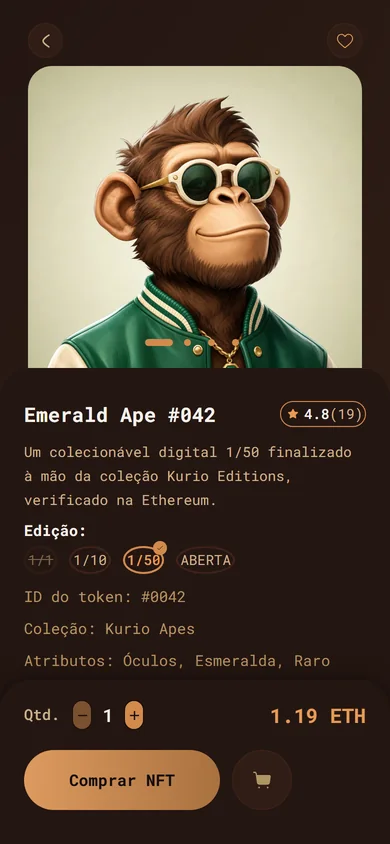 Emerald Ape #042
4.8(19)
Um colecionável digital 1/50 finalizado
à mão da coleção Kurio Editions,
verificado na Ethereum.
Edição:
1/1 1/10 1/50 ABERTA
ID do token: #0042
Coleção: Kurio Apes
Atributos: Óculos, Esmeralda, Raro
Qtd. − 1 + 1.19 ETH
Comprar NFT